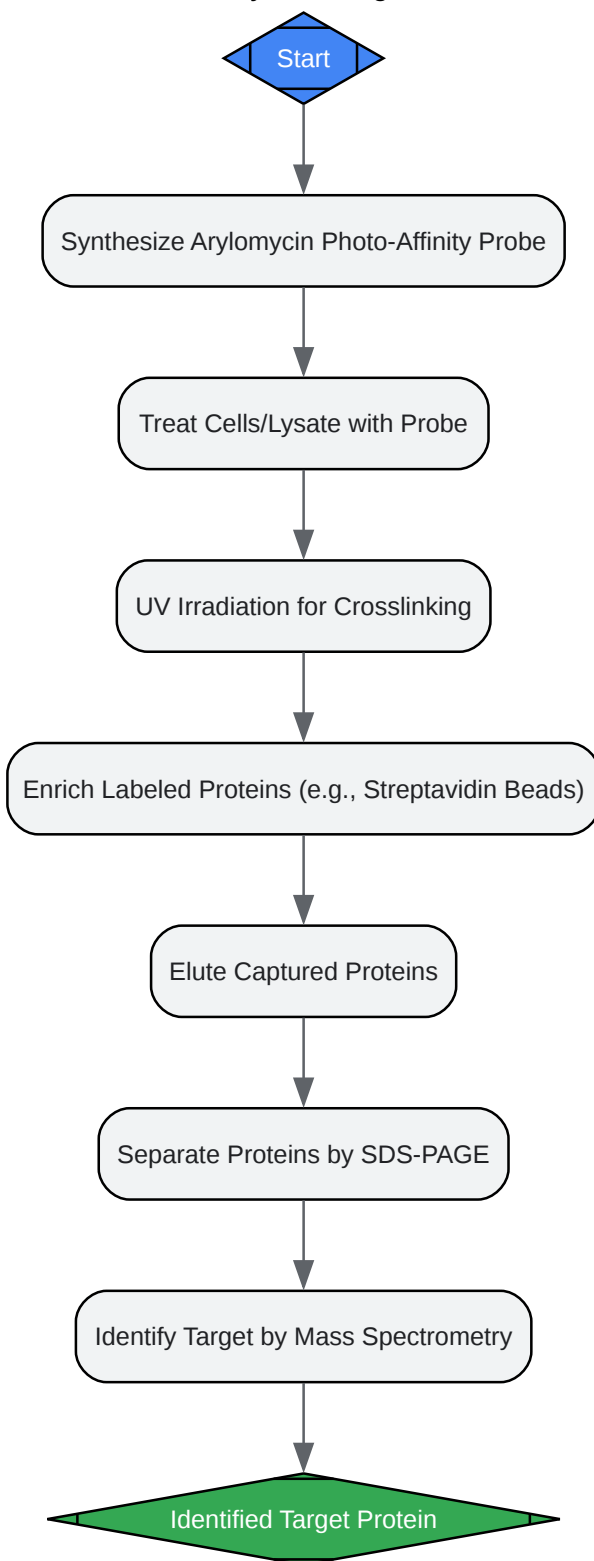 Start
Synthesize Arylomycin Photo-Affinity Probe
Treat Cells/Lysate with Probe
UV Irradiation for Crosslinking
Enrich Labeled Proteins (e.g., Streptavidin Beads)
Elute Captured Proteins
Separate Proteins by SDS-PAGE
Identify Target by Mass Spectrometry
Identified Target Protein